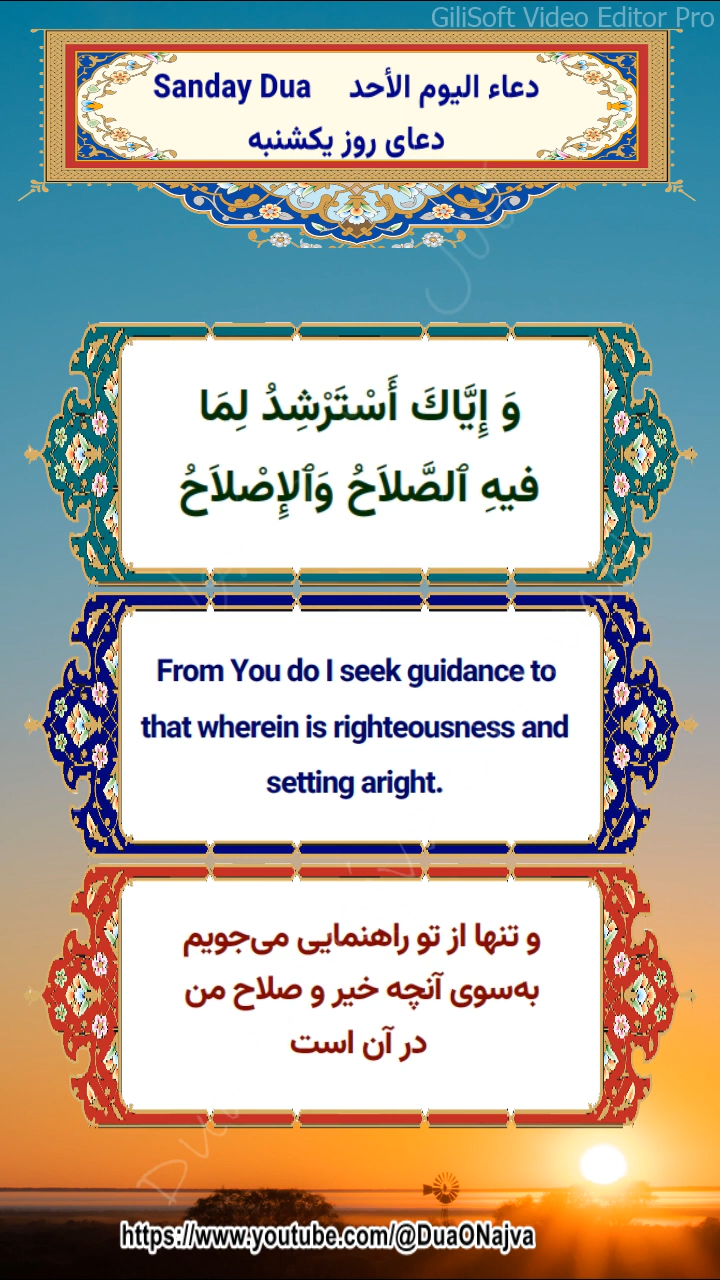 GiliSoft Video Editor Pro
Sanday Dua دعاء اليوم الأحد
دعای روز یکشنبه
وَ إِيَّاكَ أَسْتَرْشِدُ لِمَا
فيهِ ٱلصَّلاَحُ وَٱلإِصْلاَحُ
From You do I seek guidance to
that wherein is righteousness and
setting aright.
و تنها از تو راهنمایی می‌جویم
به‌سوی آنچه خیر و صلاح من
در آن است
https://www.youtube.com/@DuaONajva